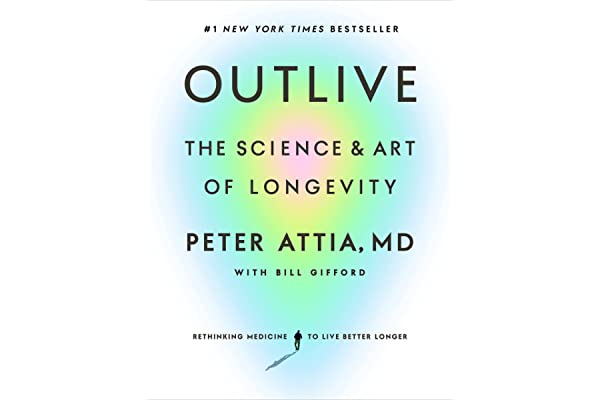 #1 NEW YORK TIMES BESTSELLER
OUTLIVE
THE SCIENCE & ART
OF LONGEVITY
PETER ATTIA, MD
WITH BILL GIFFORD
RETHINKING MEDICINE TO LIVE BETTER LONGER